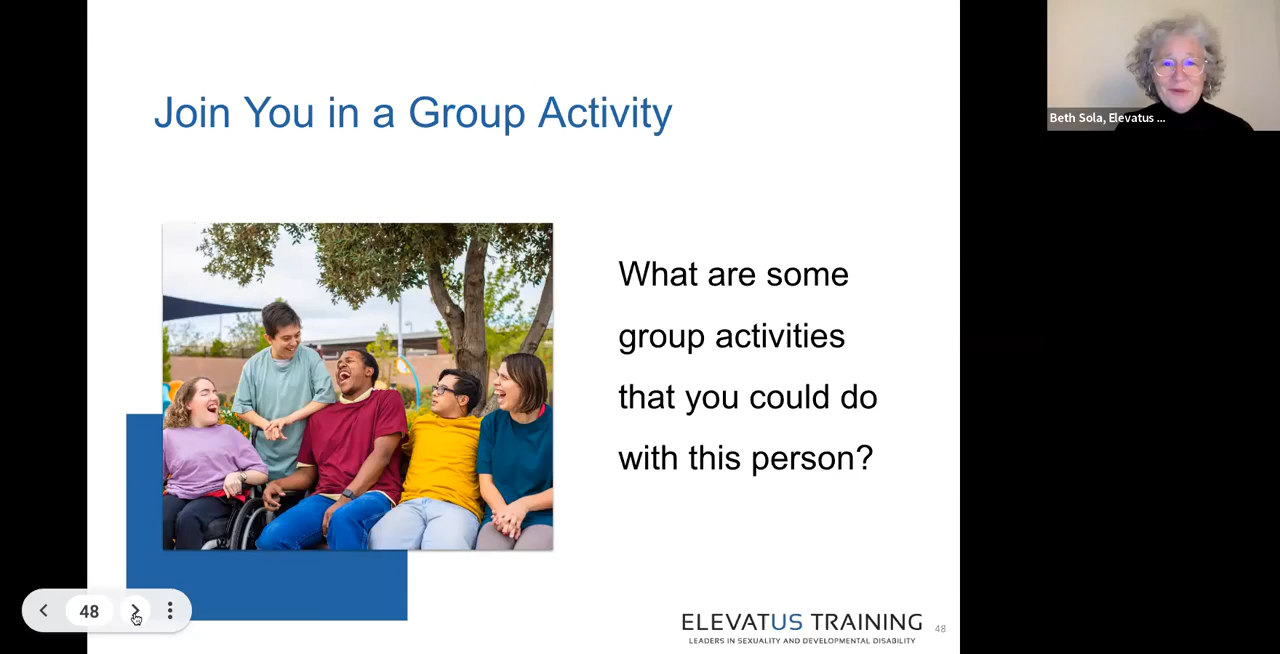 Join You in a Group Activity
Beth Sola, Elevatus ...
What are some
group activities
that you could do
with this person?
48
ELEVATUS TRAINING
LEADERS IN SEXUALITY AND DEVELOPMENTAL DISABILITY
48